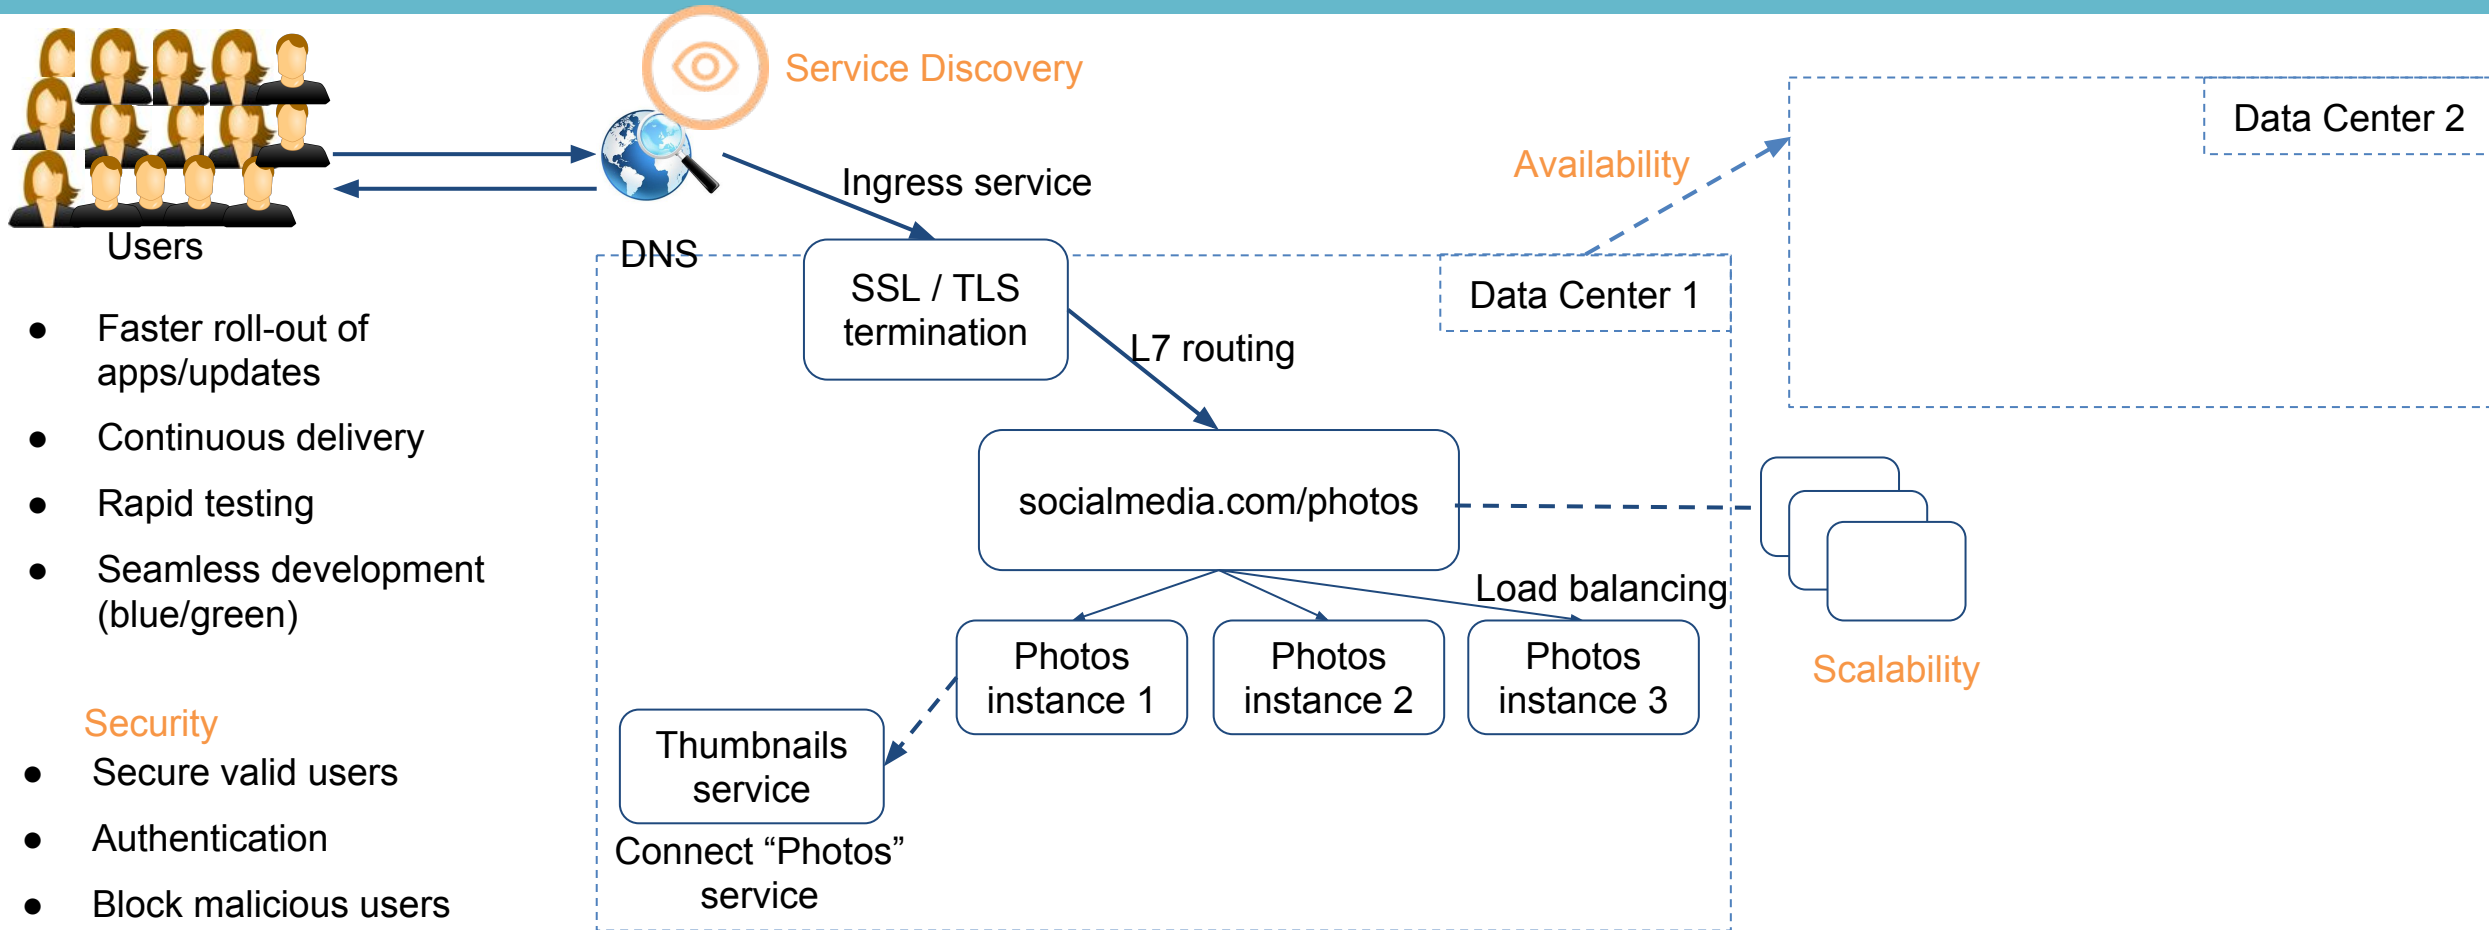 Service Discovery
Data Center 2
Availability
Ingress service
Users
DNS
SSL / TLS
termination
Data Center 1
L7 routing
● Faster roll-out of
apps/updates
● Continuous delivery
● Rapid testing
● Seamless development
(blue/green)
socialmedia.com/photos
Load balancing
Photos
instance 1
Photos
instance 2
Photos
instance 3
Scalability
Thumbnails
service
Connect “Photos”
service
Security
● Secure valid users
● Authentication
● Block malicious users